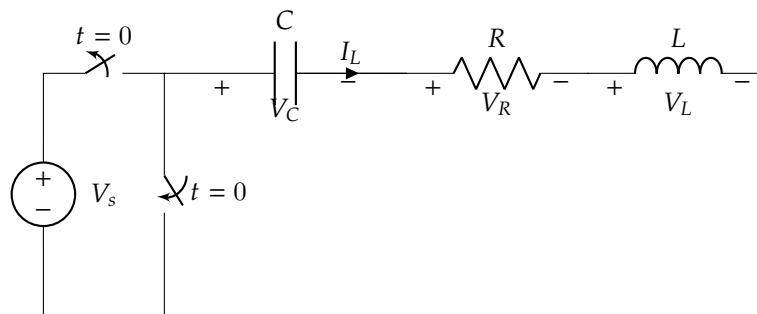 C
t = 0
I_L
R
L
+ − + − + −
V_C
V_R
V_L
+
−
V_s
t = 0